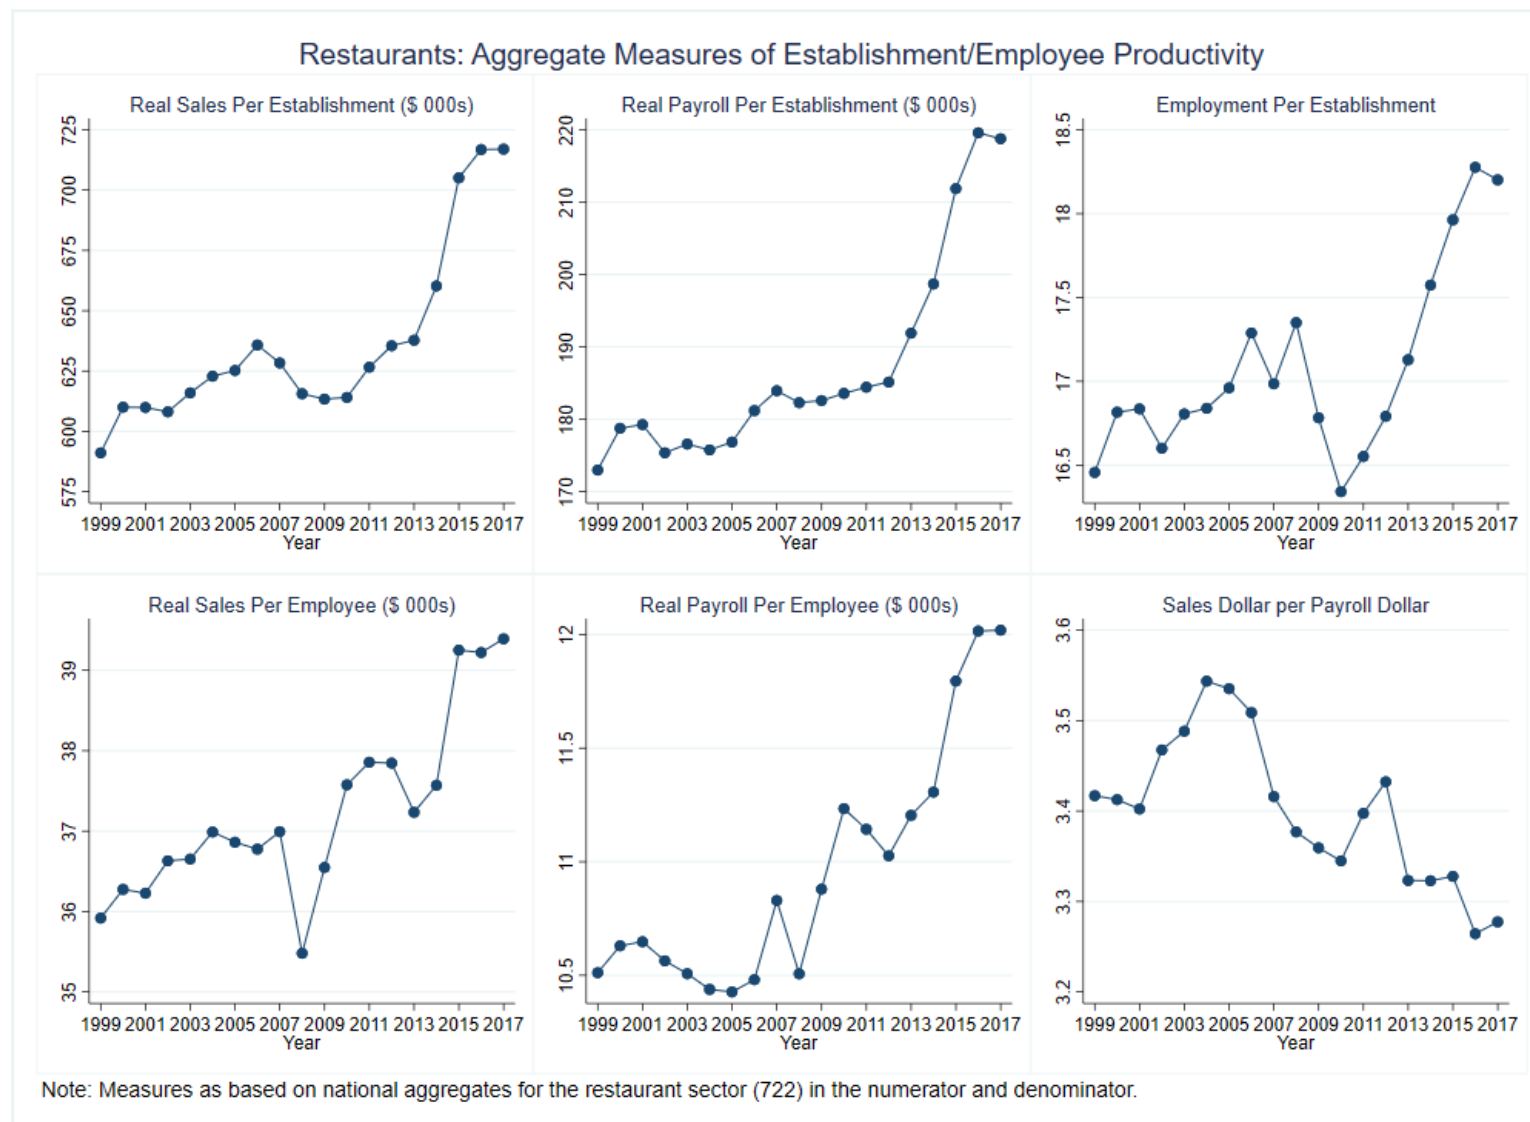 Restaurants: Aggregate Measures of Establishment/Employee Productivity
Real Sales Per Establishment ($ 000s)
725
700
675
650
625
600
575
1999 2001 2003 2005 2007 2009 2011 2013 2015 2017
Year
Real Payroll Per Establishment ($ 000s)
220
210
200
190
180
170
1999 2001 2003 2005 2007 2009 2011 2013 2015 2017
Year
Employment Per Establishment
18.5
18
17.5
17
16.5
1999 2001 2003 2005 2007 2009 2011 2013 2015 2017
Year
Real Sales Per Employee ($ 000s)
39
38
37
36
35
1999 2001 2003 2005 2007 2009 2011 2013 2015 2017
Year
Real Payroll Per Employee ($ 000s)
12
11.5
11
10.5
1999 2001 2003 2005 2007 2009 2011 2013 2015 2017
Year
Sales Dollar per Payroll Dollar
3.6
3.5
3.4
3.3
3.2
1999 2001 2003 2005 2007 2009 2011 2013 2015 2017
Year
Note: Measures as based on national aggregates for the restaurant sector (722) in the numerator and denominator.